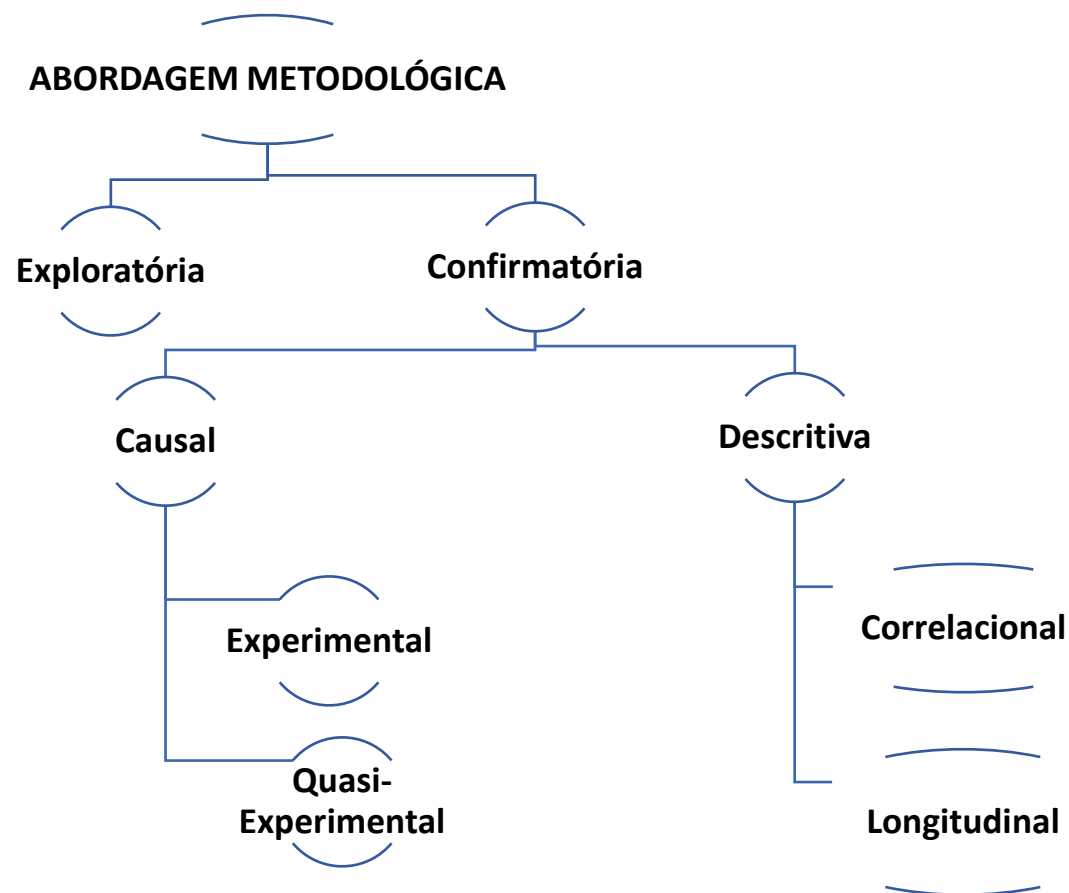 ABORDAGEM METODOLÓGICA
Exploratória
Confirmatória
Causal
Descritiva
Experimental
Quasi-
Experimental
Correlacional
Longitudinal